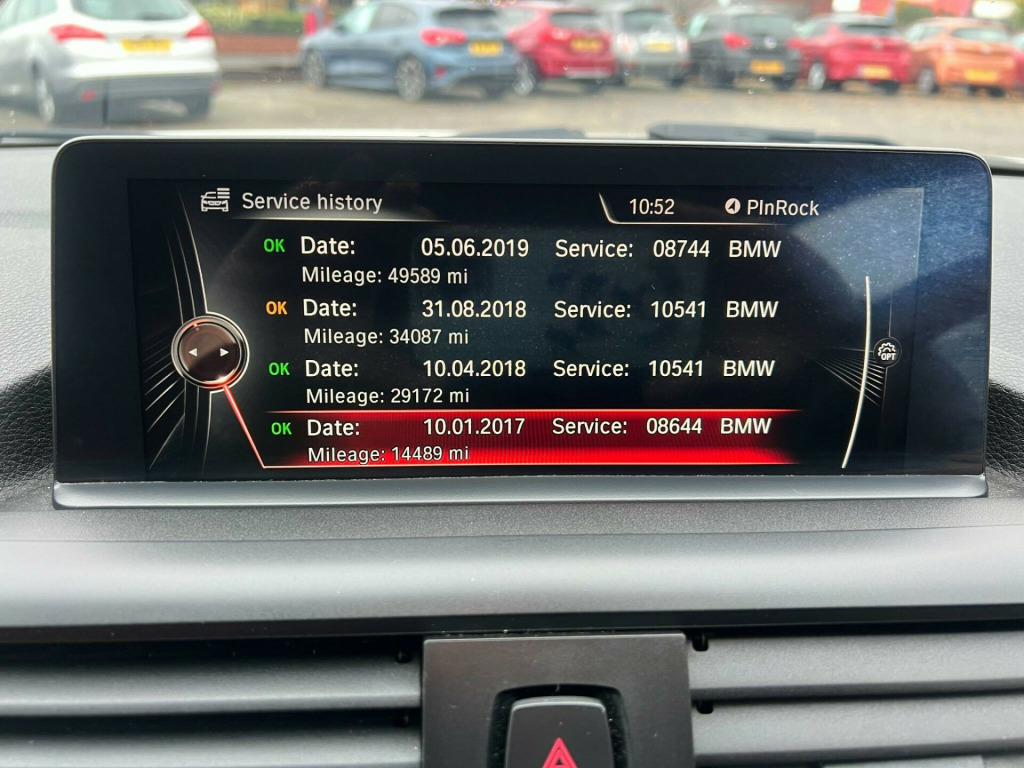 Service history 10:52 PlnRock
OK Date: 05.06.2019 Service: 08744 BMW
Mileage: 49589 mi
OK Date: 31.08.2018 Service: 10541 BMW
Mileage: 34087 mi
OK Date: 10.04.2018 Service: 10541 BMW
Mileage: 29172 mi
OK Date: 10.01.2017 Service: 08644 BMW
Mileage: 14489 mi
OPT